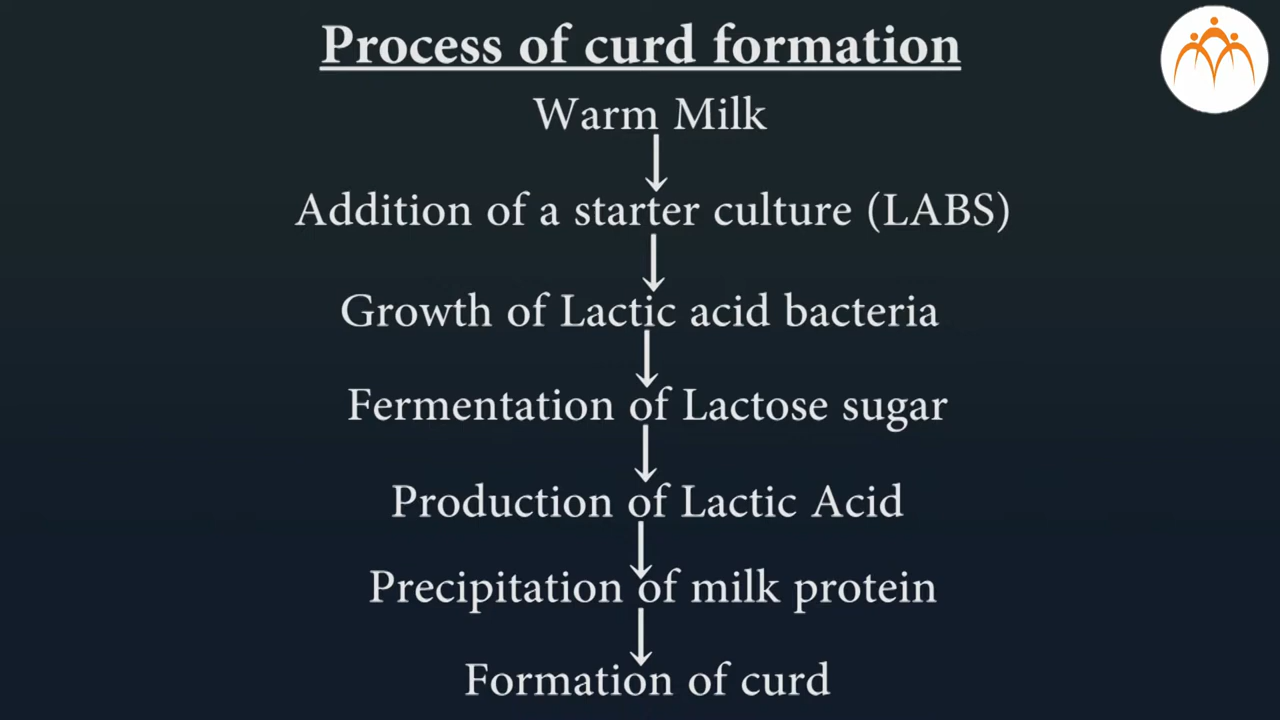 Process of curd formation
Warm Milk
Addition of a starter culture (LABS)
Growth of Lactic acid bacteria
Fermentation of Lactose sugar
Production of Lactic Acid
Precipitation of milk protein
Formation of curd